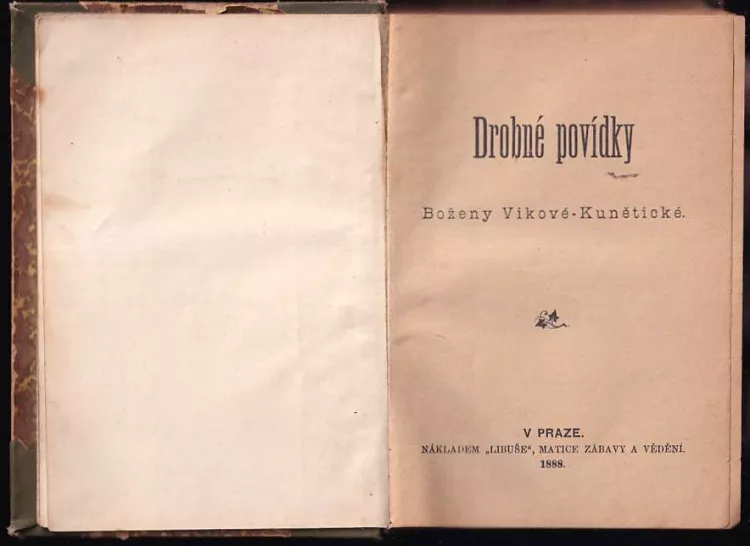 Drobné povídky
Boženy Vikové-Kunětické.
V PRAZE.
NÁKLADEM „LIBUŠE“, MATICE ZÁBAVY A VĚDĚNÍ.
1888.